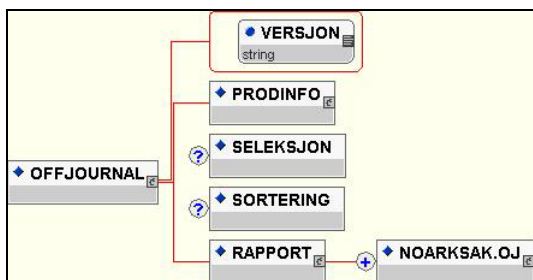 VERSJON
string
PRODINFO
? SELEKSJON
OFFJOURNAL
? SORTERING
RAPPORT + NOARKSAK.OJ